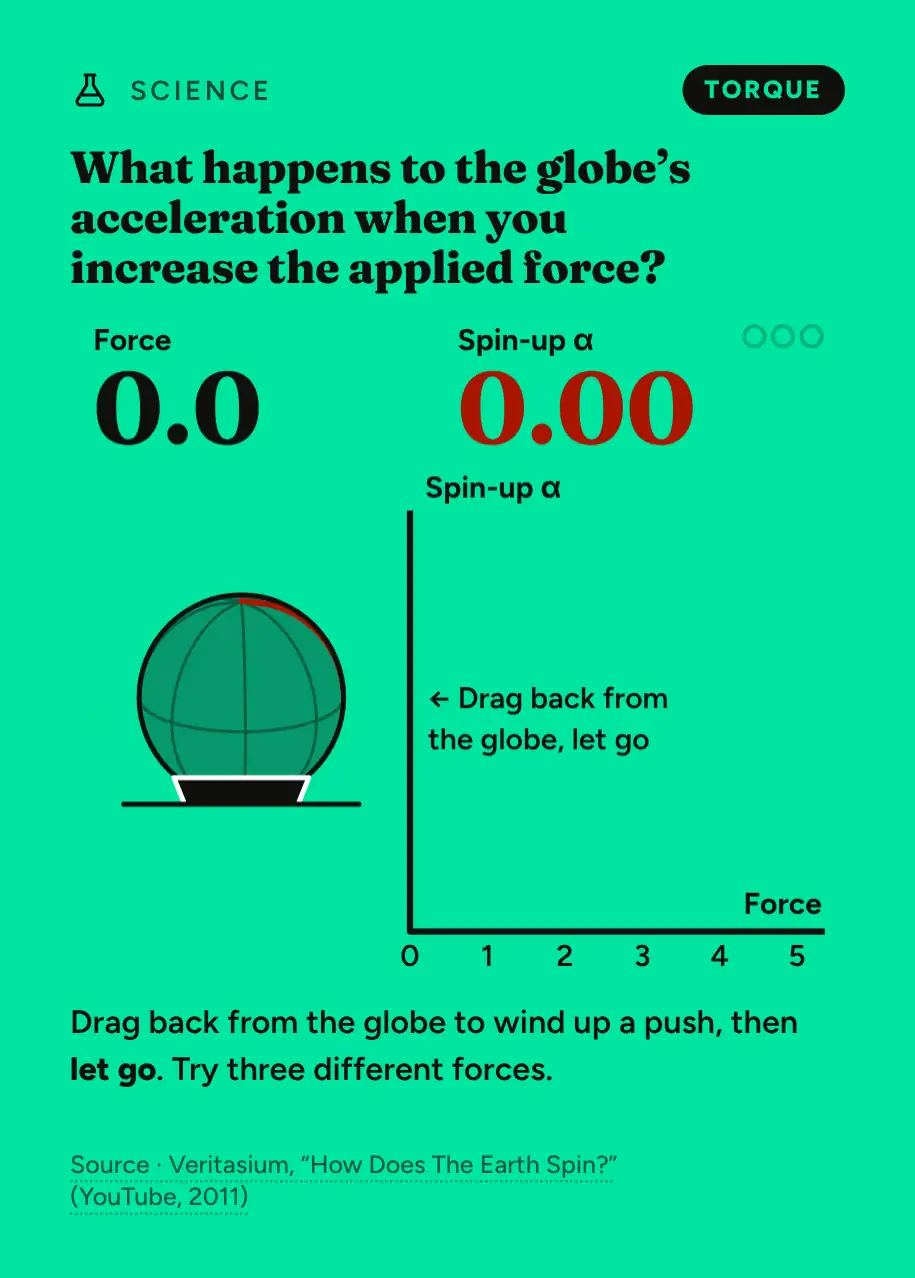 SCIENCE
TORQUE
What happens to the globe’s
acceleration when you
increase the applied force?
Force
Spin-up α
0.0
0.00
Spin-up α
← Drag back from
the globe, let go
Force
0 1 2 3 4 5
Drag back from the globe to wind up a push, then
let go. Try three different forces.
Source · Veritasium, “How Does The Earth Spin?”
(YouTube, 2011)